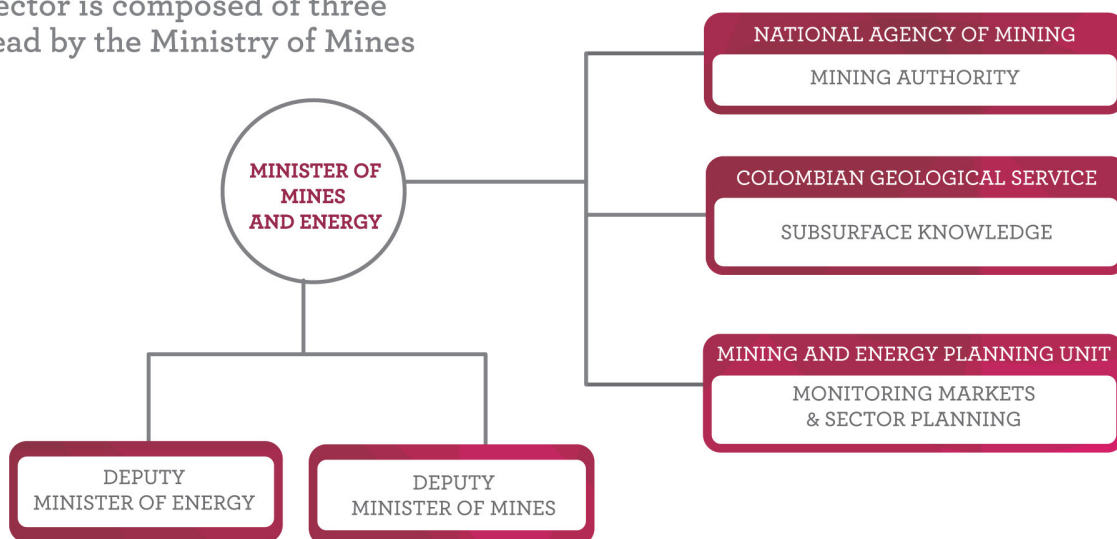 ector is composed of three
ead by the Ministry of Mines
MINISTER OF
MINES
AND ENERGY
NATIONAL AGENCY OF MINING
MINING AUTHORITY
COLOMBIAN GEOLOGICAL SERVICE
SUBSURFACE KNOWLEDGE
MINING AND ENERGY PLANNING UNIT
MONITORING MARKETS
& SECTOR PLANNING
DEPUTY
MINISTER OF ENERGY
DEPUTY
MINISTER OF MINES